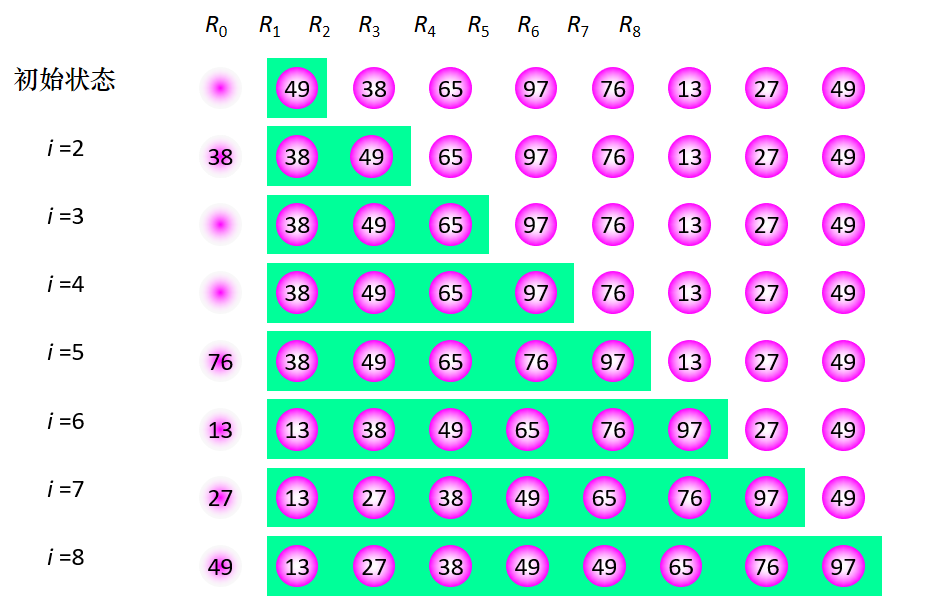 R0 R1 R2 R3 R4 R5 R6 R7 R8
初始状态 49 38 65 97 76 13 27 49
i =2 38 38 49 65 97 76 13 27 49
i =3 38 49 65 97 76 13 27 49
i =4 38 49 65 97 76 13 27 49
i =5 76 38 49 65 76 97 13 27 49
i =6 13 13 38 49 65 76 97 27 49
i =7 27 13 27 38 49 65 76 97 49
i =8 49 13 27 38 49 49 65 76 97